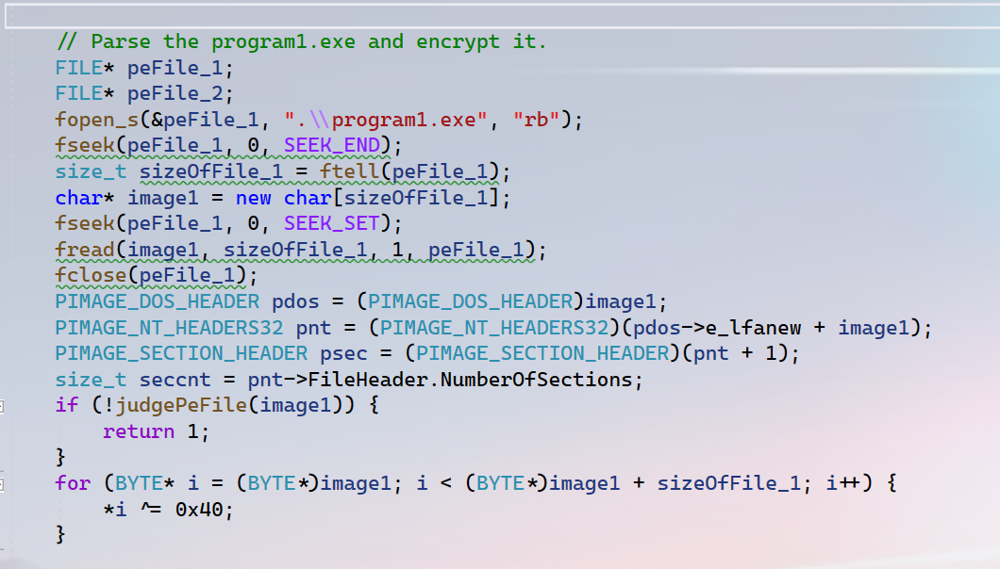 // Parse the program1.exe and encrypt it.
FILE* peFile_1;
FILE* peFile_2;
fopen_s(&peFile_1, ".\\program1.exe", "rb");
fseek(peFile_1, 0, SEEK_END);
size_t sizeOfFile_1 = ftell(peFile_1);
char* image1 = new char[sizeOfFile_1];
fseek(peFile_1, 0, SEEK_SET);
fread(image1, sizeOfFile_1, 1, peFile_1);
fclose(peFile_1);
PIMAGE_DOS_HEADER pdos = (PIMAGE_DOS_HEADER)image1;
PIMAGE_NT_HEADERS32 pnt = (PIMAGE_NT_HEADERS32)(pdos->e_lfanew + image1);
PIMAGE_SECTION_HEADER psec = (PIMAGE_SECTION_HEADER)(pnt + 1);
size_t seccnt = pnt->FileHeader.NumberOfSections;
if (!judgePeFile(image1)) {
    return 1;
}
for (BYTE* i = (BYTE*)image1; i < (BYTE*)image1 + sizeOfFile_1; i++) {
    *i ^= 0x40;
}